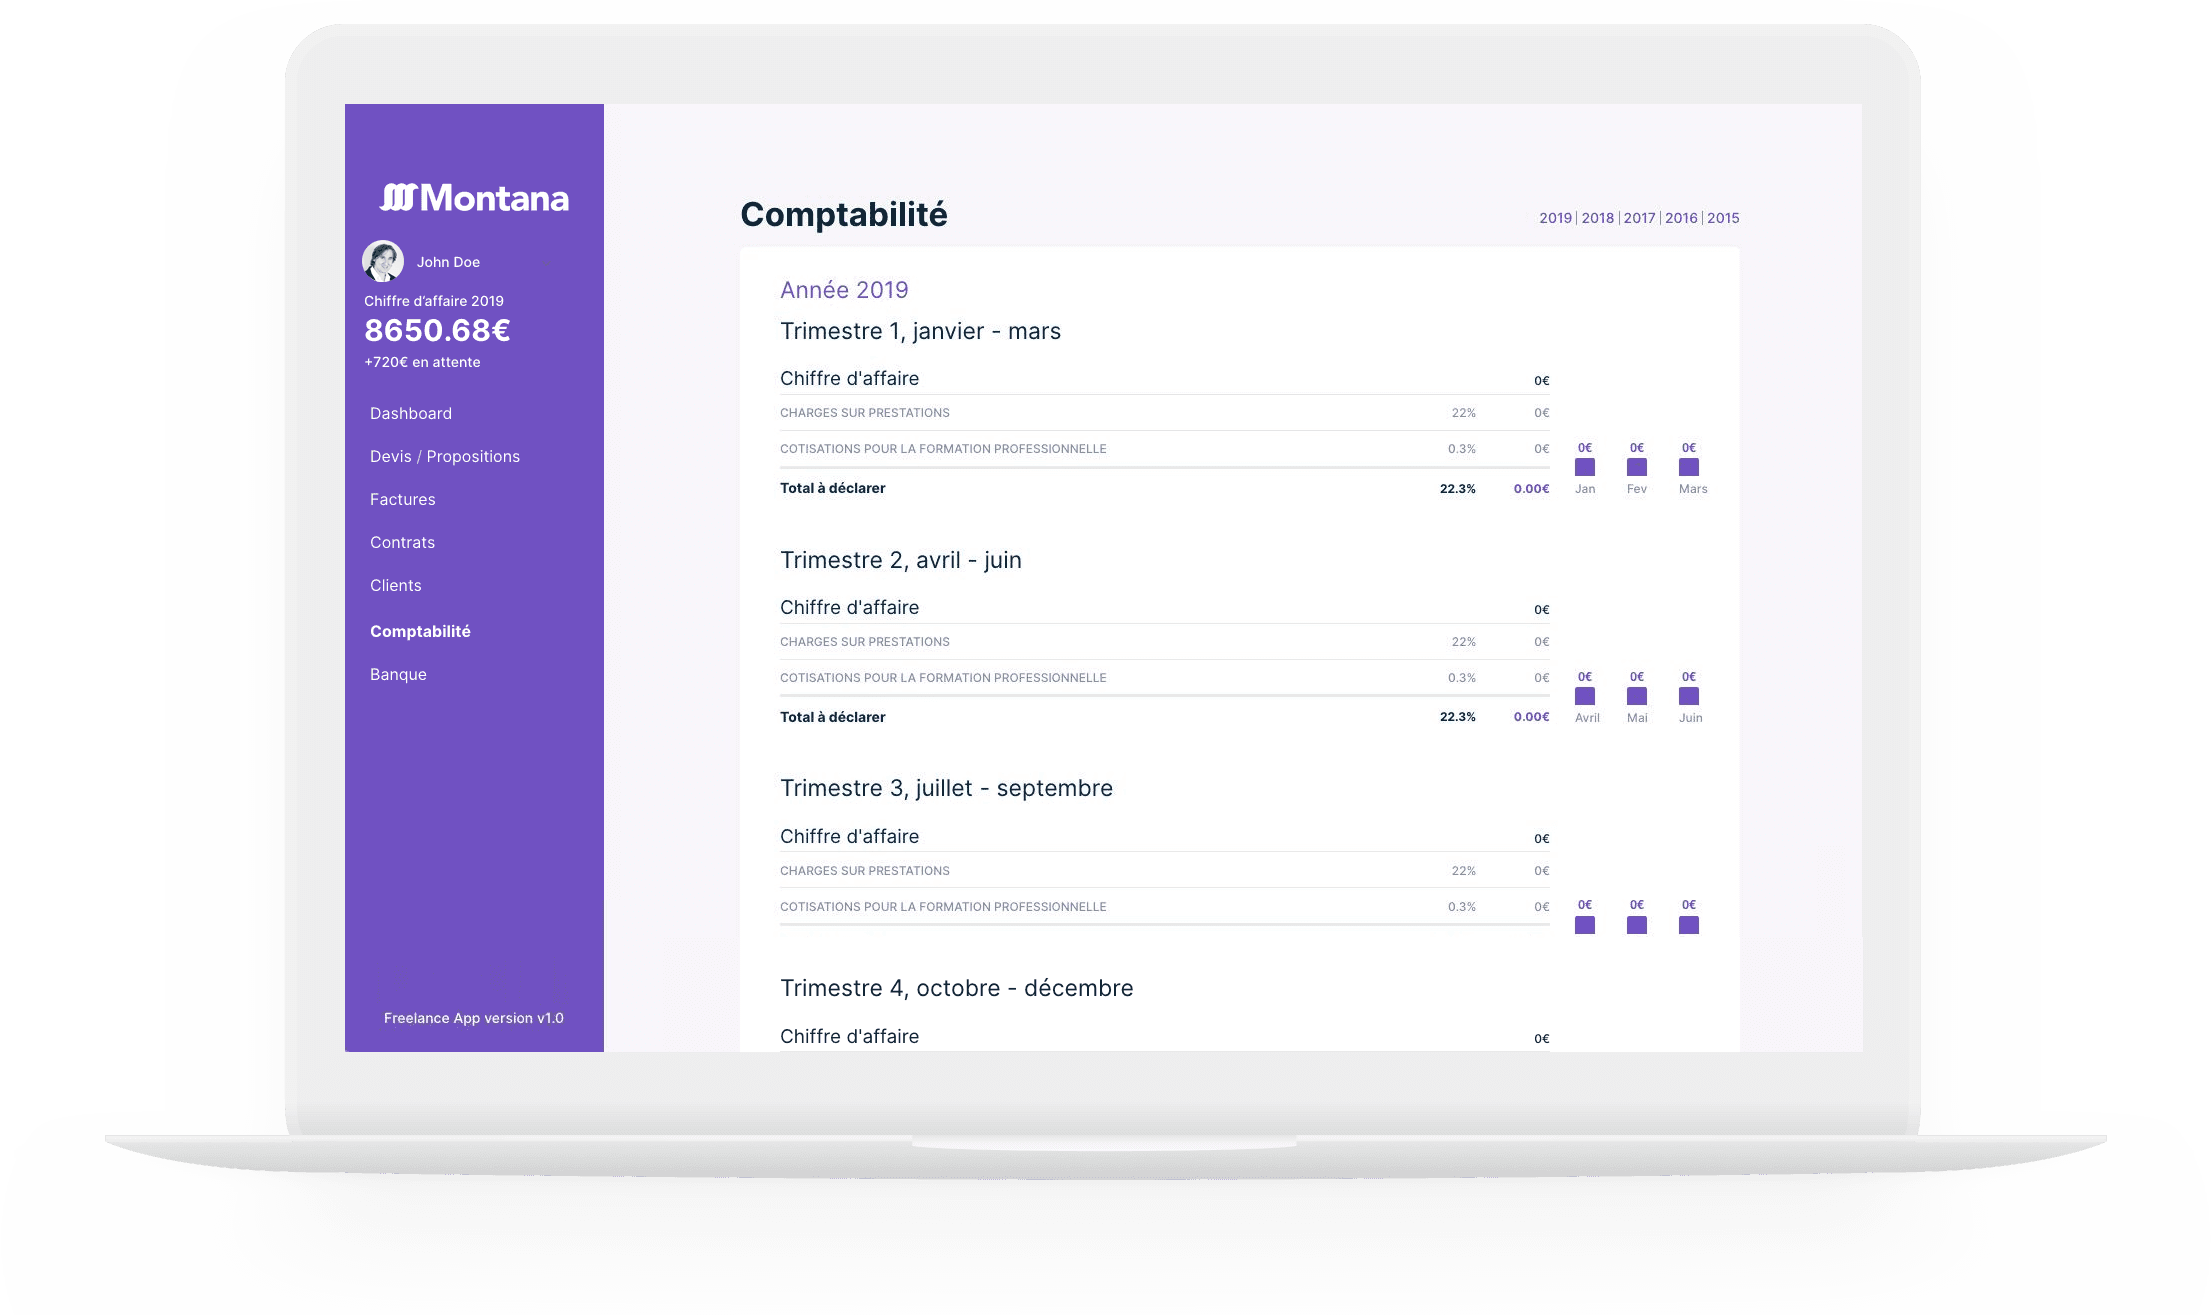 Montana
John Doe
Chiffre d’affaire 2019
8650.68€
+720€ en attente
Dashboard
Devis / Propositions
Factures
Contrats
Clients
Comptabilité
Banque
Freelance App version v1.0
Comptabilité
2019 | 2018 | 2017 | 2016 | 2015
Année 2019
Trimestre 1, janvier - mars
Chiffre d'affaire 0€
CHARGES SUR PRESTATIONS 22% 0€
COTISATIONS POUR LA FORMATION PROFESSIONNELLE 0.3% 0€
Total à déclarer 22.3% 0.00€
0€ 0€ 0€
Jan Fev Mars
Trimestre 2, avril - juin
Chiffre d'affaire 0€
CHARGES SUR PRESTATIONS 22% 0€
COTISATIONS POUR LA FORMATION PROFESSIONNELLE 0.3% 0€
Total à déclarer 22.3% 0.00€
0€ 0€ 0€
Avril Mai Juin
Trimestre 3, juillet - septembre
Chiffre d'affaire 0€
CHARGES SUR PRESTATIONS 22% 0€
COTISATIONS POUR LA FORMATION PROFESSIONNELLE 0.3% 0€
0€ 0€ 0€
Trimestre 4, octobre - décembre
Chiffre d'affaire 0€